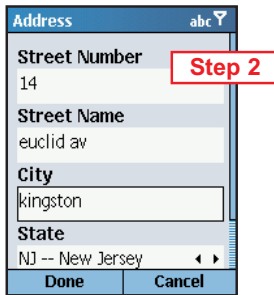 Address abc
Street Number
Step 2
14
Street Name
euclid av
City
kingston
State
NJ -- New Jersey
Done Cancel